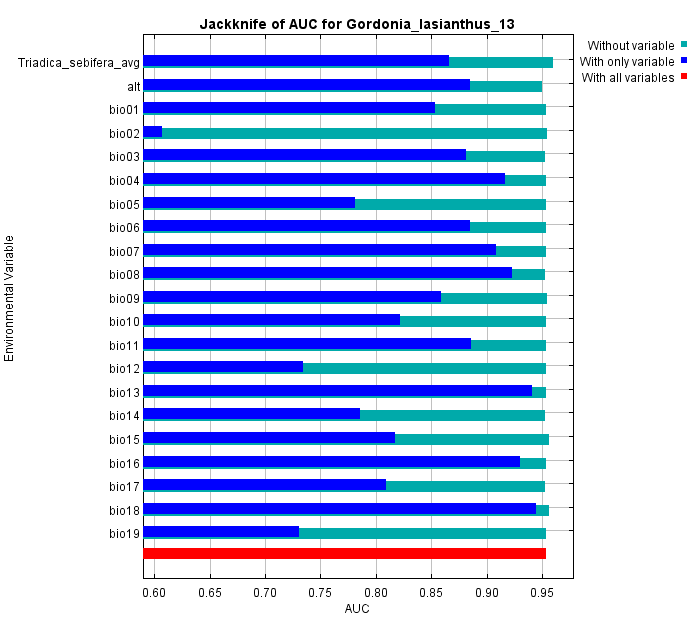 Jackknife of AUC for Gordonia_lasianthus_13
Without variable
With only variable
With all variables
Environmental Variable
Triadica_sebifera_avg
alt
bio01
bio02
bio03
bio04
bio05
bio06
bio07
bio08
bio09
bio10
bio11
bio12
bio13
bio14
bio15
bio16
bio17
bio18
bio19
0.60 0.65 0.70 0.75 0.80 0.85 0.90 0.95
AUC